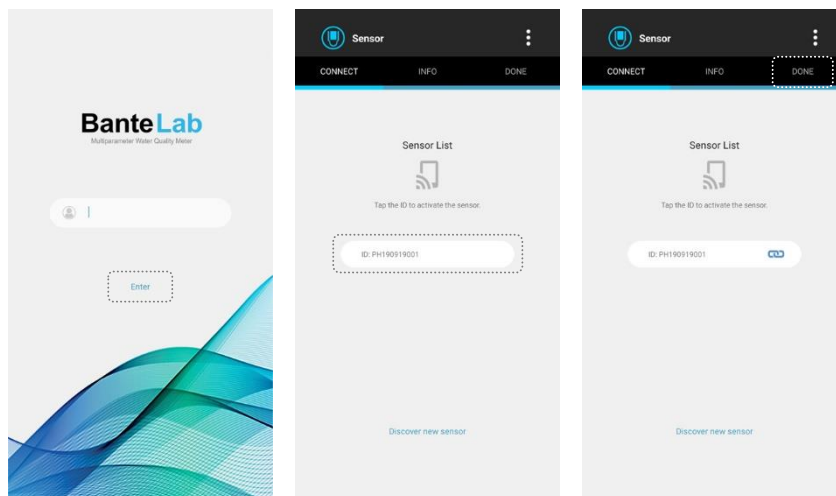 BanteLab
Multiparameter Water Quality Meter
Enter
Sensor
CONNECT INFO DONE
Sensor List
Tap the ID to activate the sensor.
ID: PH190919001
Discover new sensor
Sensor
CONNECT INFO DONE
Sensor List
Tap the ID to activate the sensor.
ID: PH190919001
Discover new sensor